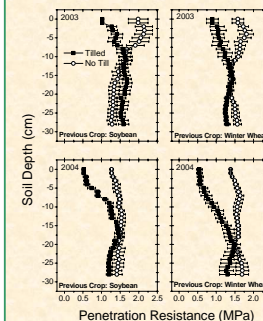 2003
0
-5
-10
-15
-20
-25
-30
Tilled
No Till
Previous Crop: Soybean
2003
Previous Crop: Winter Whea
2004
0
-5
-10
-15
-20
-25
-30
Previous Crop: Soybean
0.0 0.5 1.0 1.5 2.0 2.5
2004
Previous Crop: Winter Whea
0.0 0.5 1.0 1.5 2.0
Soil Depth (cm)
Penetration Resistance (MPa)